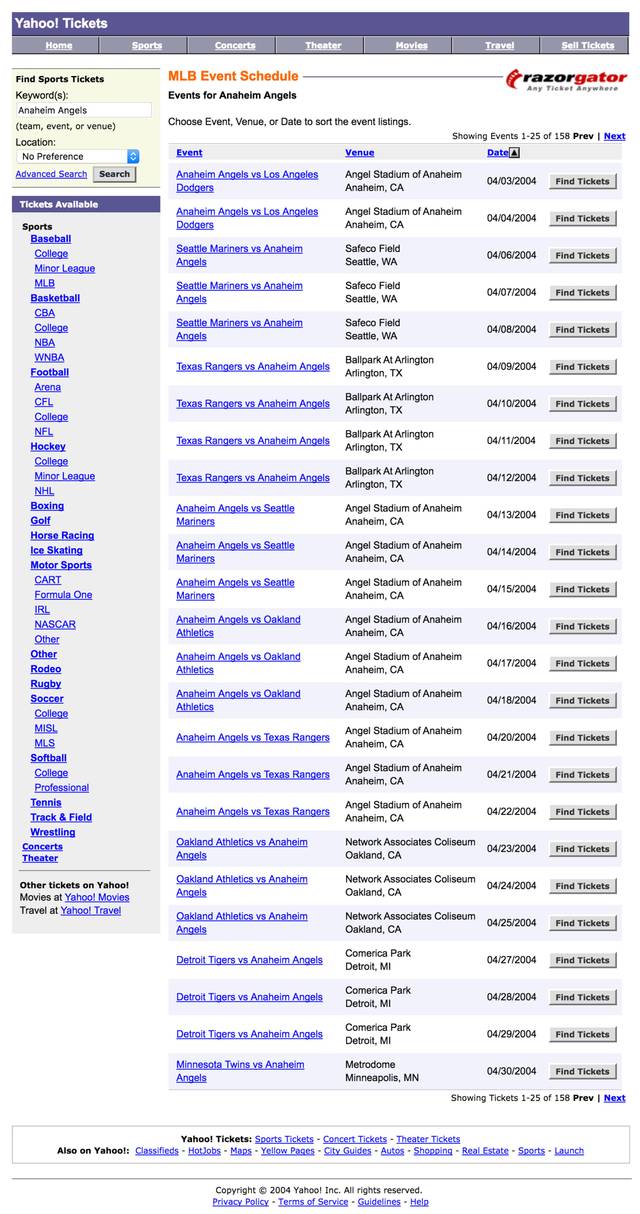 Yahoo! Tickets
Home Sports Concerts Theater Movies Travel Sell Tickets
Find Sports Tickets
Keyword(s):
Anaheim Angels
(team, event, or venue)
Location:
No Preference
Advanced Search Search
Tickets Available
Sports
Baseball
College
Minor League
MLB
Basketball
CBA
College
NBA
WNBA
Football
Arena
CFL
College
NFL
Hockey
College
Minor League
NHL
Boxing
Golf
Horse Racing
Ice Skating
Motor Sports
CART
Formula One
IRL
NASCAR
Other
Other
Rodeo
Rugby
Soccer
College
MISL
MLS
Softball
College
Professional
Tennis
Track & Field
Wrestling
Concerts
Theater
Other tickets on Yahoo!
Movies at Yahoo! Movies
Travel at Yahoo! Travel
MLB Event Schedule
razorgator
Any Ticket Anywhere
Events for Anaheim Angels
Choose Event, Venue, or Date to sort the event listings.
Showing Events 1-25 of 158 Prev | Next
Event Venue Date
Anaheim Angels vs Los Angeles Angel Stadium of Anaheim 04/03/2004 Find Tickets
Dodgers Anaheim, CA
Anaheim Angels vs Los Angeles Angel Stadium of Anaheim 04/04/2004 Find Tickets
Dodgers Anaheim, CA
Seattle Mariners vs Anaheim Safeco Field 04/06/2004 Find Tickets
Angels Seattle, WA
Seattle Mariners vs Anaheim Safeco Field 04/07/2004 Find Tickets
Angels Seattle, WA
Seattle Mariners vs Anaheim Safeco Field 04/08/2004 Find Tickets
Angels Seattle, WA
Texas Rangers vs Anaheim Angels Ballpark At Arlington 04/09/2004 Find Tickets
Arlington, TX
Texas Rangers vs Anaheim Angels Ballpark At Arlington 04/10/2004 Find Tickets
Arlington, TX
Texas Rangers vs Anaheim Angels Ballpark At Arlington 04/11/2004 Find Tickets
Arlington, TX
Texas Rangers vs Anaheim Angels Ballpark At Arlington 04/12/2004 Find Tickets
Arlington, TX
Anaheim Angels vs Seattle Angel Stadium of Anaheim 04/13/2004 Find Tickets
Mariners Anaheim, CA
Anaheim Angels vs Seattle Angel Stadium of Anaheim 04/14/2004 Find Tickets
Mariners Anaheim, CA
Anaheim Angels vs Seattle Angel Stadium of Anaheim 04/15/2004 Find Tickets
Mariners Anaheim, CA
Anaheim Angels vs Oakland Angel Stadium of Anaheim 04/16/2004 Find Tickets
Athletics Anaheim, CA
Anaheim Angels vs Oakland Angel Stadium of Anaheim 04/17/2004 Find Tickets
Athletics Anaheim, CA
Anaheim Angels vs Oakland Angel Stadium of Anaheim 04/18/2004 Find Tickets
Athletics Anaheim, CA
Anaheim Angels vs Texas Rangers Angel Stadium of Anaheim 04/20/2004 Find Tickets
Anaheim, CA
Anaheim Angels vs Texas Rangers Angel Stadium of Anaheim 04/21/2004 Find Tickets
Anaheim, CA
Anaheim Angels vs Texas Rangers Angel Stadium of Anaheim 04/22/2004 Find Tickets
Anaheim, CA
Oakland Athletics vs Anaheim Network Associates Coliseum 04/23/2004 Find Tickets
Angels Oakland, CA
Oakland Athletics vs Anaheim Network Associates Coliseum 04/24/2004 Find Tickets
Angels Oakland, CA
Oakland Athletics vs Anaheim Network Associates Coliseum 04/25/2004 Find Tickets
Angels Oakland, CA
Detroit Tigers vs Anaheim Angels Comerica Park 04/27/2004 Find Tickets
Detroit, MI
Detroit Tigers vs Anaheim Angels Comerica Park 04/28/2004 Find Tickets
Detroit, MI
Detroit Tigers vs Anaheim Angels Comerica Park 04/29/2004 Find Tickets
Detroit, MI
Minnesota Twins vs Anaheim Metrodome 04/30/2004 Find Tickets
Angels Minneapolis, MN
Showing Tickets 1-25 of 158 Prev | Next
Yahoo! Tickets: Sports Tickets - Concert Tickets - Theater Tickets
Also on Yahoo!: Classifieds - HotJobs - Maps - Yellow Pages - City Guides - Autos - Shopping - Real Estate - Sports - Launch
Copyright © 2004 Yahoo! Inc. All rights reserved.
Privacy Policy - Terms of Service - Guidelines - Help